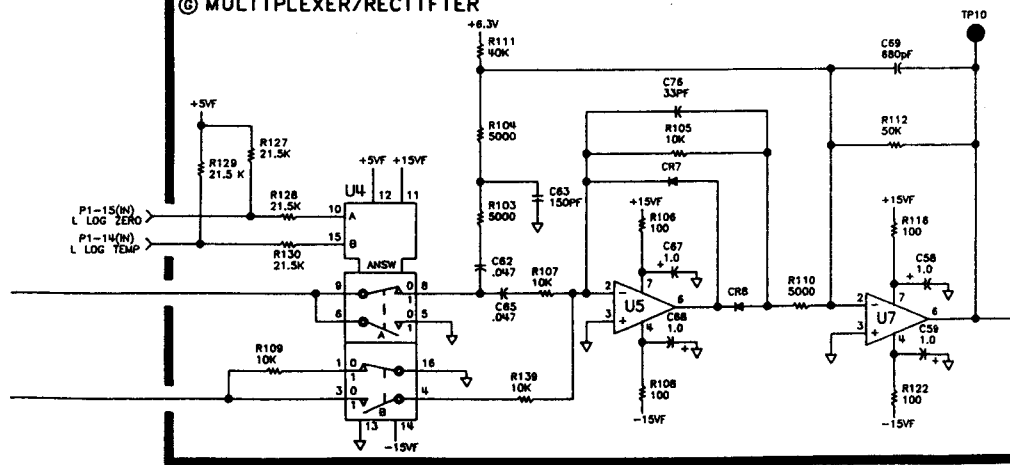 Ⓖ MULTIPLEXER/RECTIFIER
+6.3V
TP10
R111
40K
C69
680pF
C76
33PF
+5VF
R127
21.5K
R104
5000
R105
10K
R112
50K
R129
21.5 K
+5VF +15VF
CR7
U4
12 11
P1-15(IN)
L LOG ZERO
R128
21.5K
10 A
R103
5000
C63
150PF
+15VF
R106
100
+15VF
R116
100
P1-14(IN)
L LOG TEMP
R130
21.5K
15 B
C67
1.0
C58
1.0
ANSW
C62
.047
R107
10K
9 0 8
1
C65
.047
2 − 7
U5
6
3 + 4
CR6
R110
5000
2 − 7
U7
6
3 + 4
6 0 5
1
A
C68
1.0
C59
1.0
R109
10K
1 0 16
1
R139
10K
3 0 4
1
B
R108
100
R122
100
13 14
-15VF
-15VF
-15VF